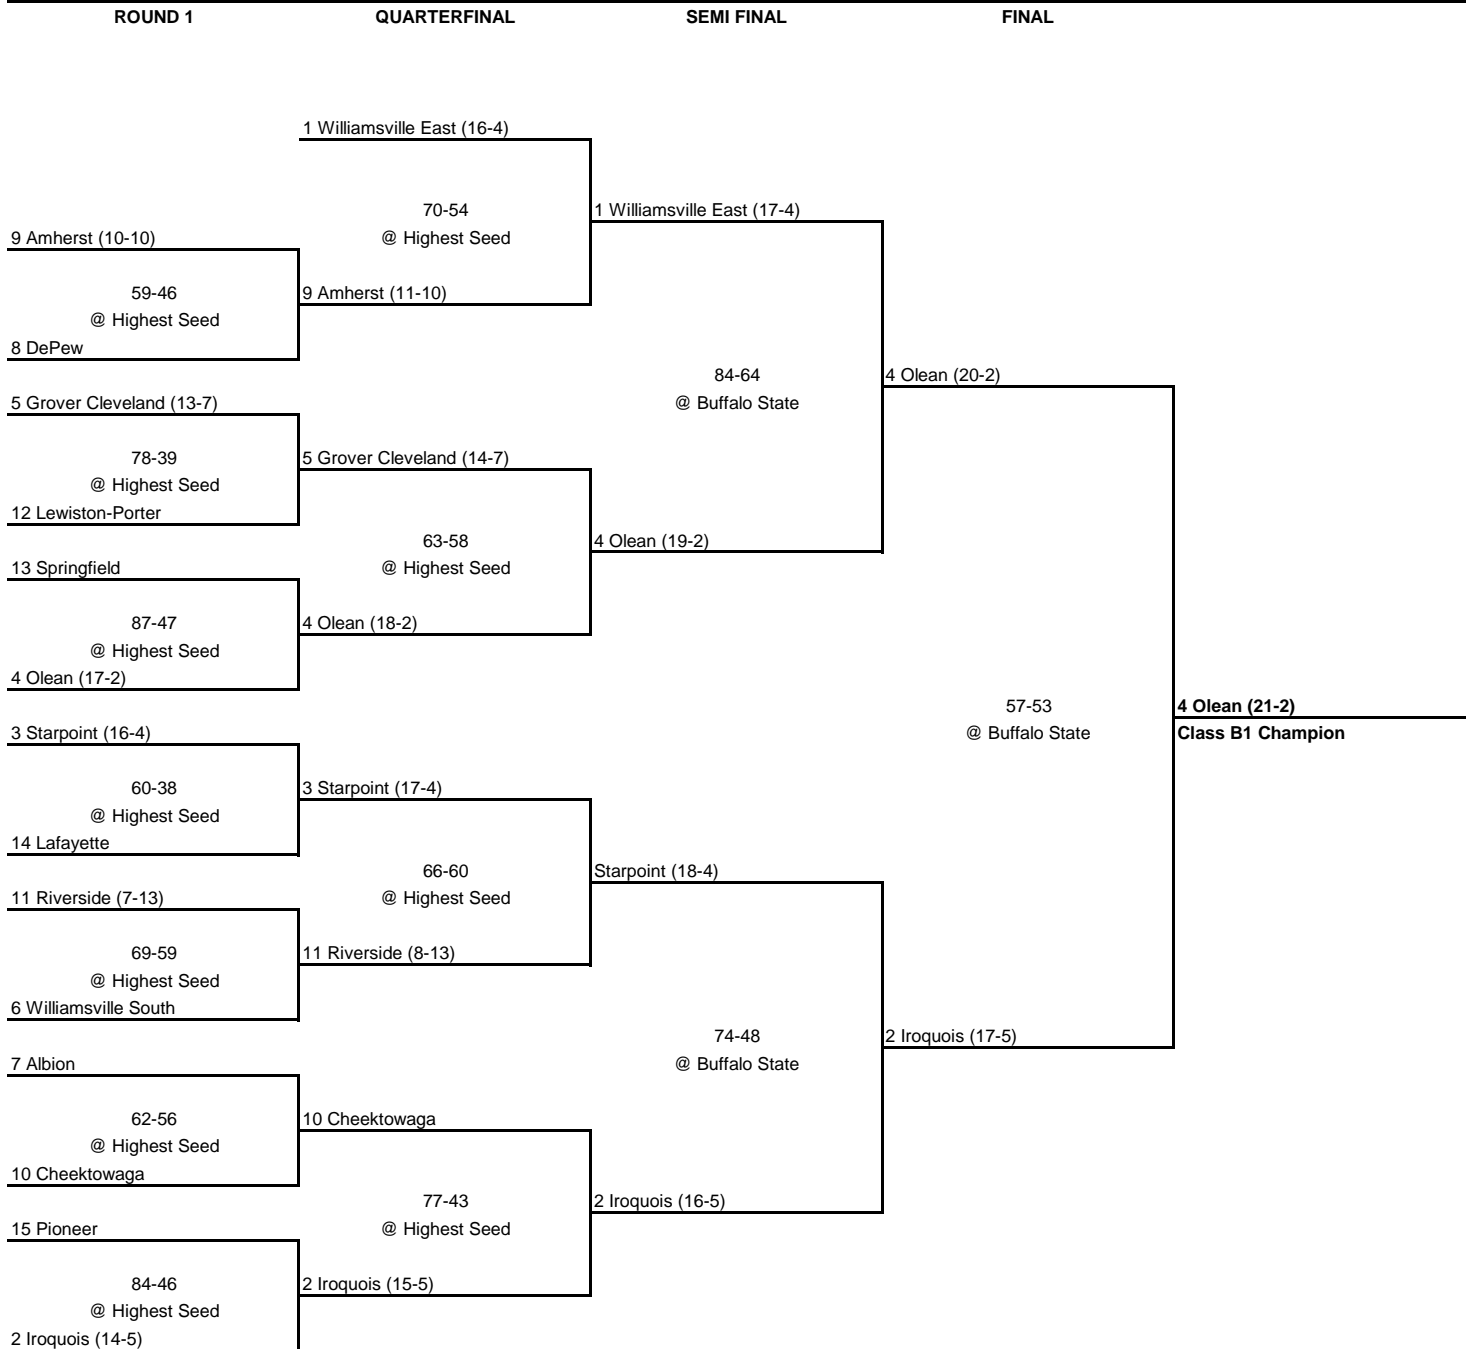 ROUND 1 QUARTERFINAL SEMI FINAL FINAL
1 Williamsville East (16-4)
70-54 1 Williamsville East (17-4)
9 Amherst (10-10) @ Highest Seed
59-46 9 Amherst (11-10)
@ Highest Seed
8 DePew
84-64 4 Olean (20-2)
5 Grover Cleveland (13-7) @ Buffalo State
78-39 5 Grover Cleveland (14-7)
@ Highest Seed
12 Lewiston-Porter
63-58 4 Olean (19-2)
13 Springfield @ Highest Seed
87-47 4 Olean (18-2)
@ Highest Seed
4 Olean (17-2)
57-53 4 Olean (21-2)
3 Starpoint (16-4) @ Buffalo State Class B1 Champion
60-38 3 Starpoint (17-4)
@ Highest Seed
14 Lafayette
66-60 Starpoint (18-4)
11 Riverside (7-13) @ Highest Seed
69-59 11 Riverside (8-13)
@ Highest Seed
6 Williamsville South
74-48 2 Iroquois (17-5)
7 Albion @ Buffalo State
62-56 10 Cheektowaga
@ Highest Seed
10 Cheektowaga
77-43 2 Iroquois (16-5)
15 Pioneer @ Highest Seed
84-46 2 Iroquois (15-5)
@ Highest Seed
2 Iroquois (14-5)